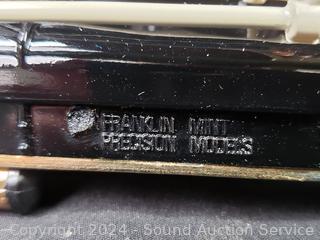 FRANKLIN MINT
PRECISION MODELS
Copyright 2024 - Sound Auction Service